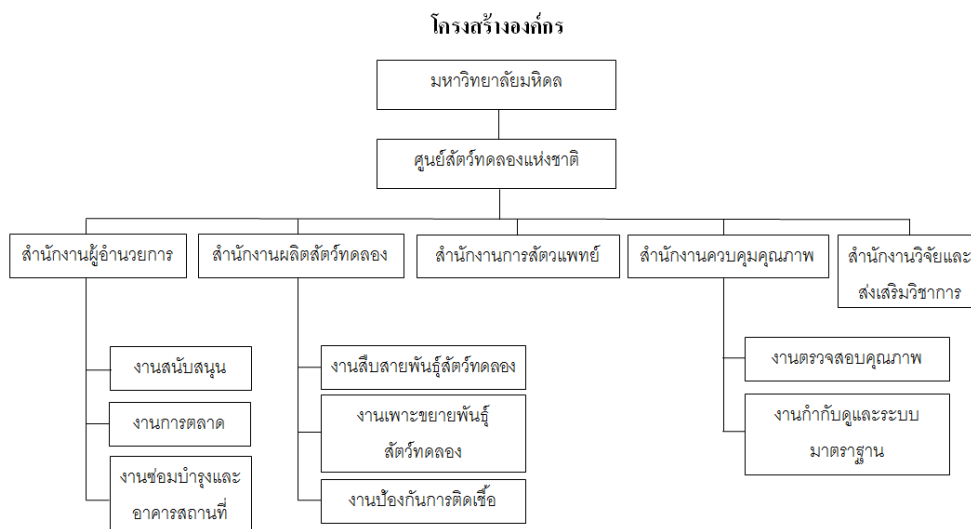 โครงสร้างองค์กร
มหาวิทยาลัยมหิดล
ศูนย์สัตว์ทดลองแห่งชาติ
สำนักงานผู้อำนวยการ
สำนักงานผลิตสัตว์ทดลอง
สำนักงานการสัตวแพทย์
สำนักงานควบคุมคุณภาพ
สำนักงานวิจัยและ
ส่งเสริมวิชาการ
งานสนับสนุน
งานการตลาด
งานซ่อมบำรุงและ
อาคารสถานที่
งานสืบสายพันธุ์สัตว์ทดลอง
งานเพาะขยายพันธุ์
สัตว์ทดลอง
งานป้องกันการติดเชื้อ
งานตรวจสอบคุณภาพ
งานกำกับดูและระบบ
มาตราฐาน